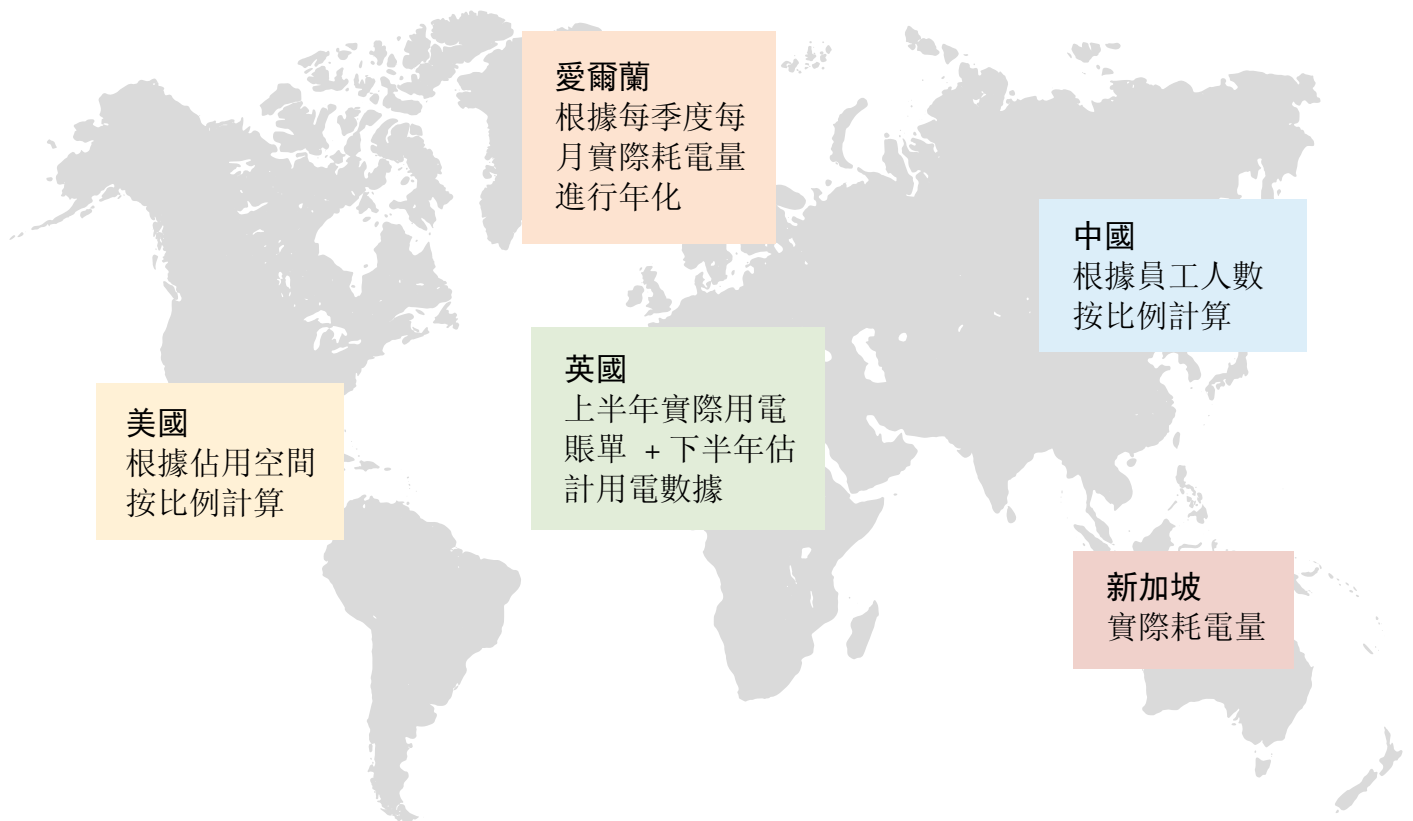 愛爾蘭
根據每季度每
月實際耗電量
進行年化
中國
根據員工人數
按比例計算
英國
上半年實際用電
賬單 + 下半年估
計用電數據
美國
根據佔用空間
按比例計算
新加坡
實際耗電量